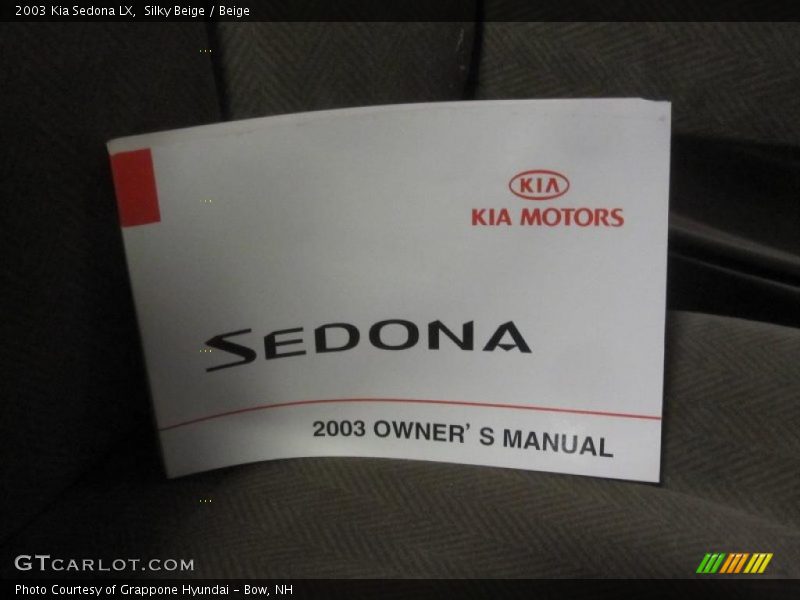 2003 Kia Sedona LX,  Silky Beige / Beige
KIA
KIA MOTORS
SEDONA
2003 OWNER' S MANUAL
GTCARLOT.COM
Photo Courtesy of Grappone Hyundai - Bow, NH